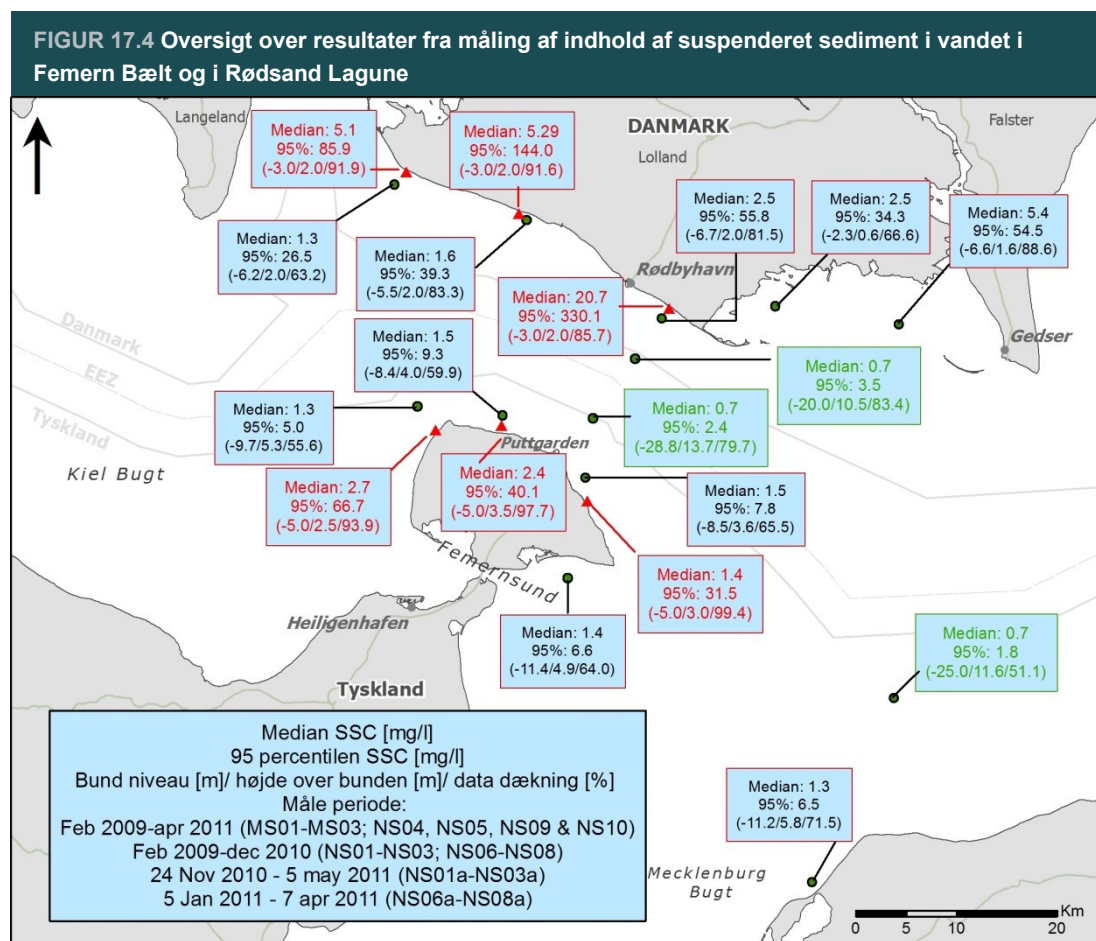 FIGUR 17.4 Oversigt over resultater fra måling af indhold af suspenderet sediment i vandet i
Femern Bælt og i Rødsand Lagune
Langeland
DANMARK
Lolland
Falster
Median: 5.1
95%: 85.9
(-3.0/2.0/91.9)
Median: 5.29
95%: 144.0
(-3.0/2.0/91.6)
Median: 2.5
95%: 55.8
(-6.7/2.0/81.5)
Median: 2.5
95%: 34.3
(-2.3/0.6/66.6)
Median: 5.4
95%: 54.5
(-6.6/1.6/88.6)
Median: 1.3
95%: 26.5
(-6.2/2.0/63.2)
Median: 1.6
95%: 39.3
(-5.5/2.0/83.3)
Rødbyhavn
Median: 20.7
95%: 330.1
(-3.0/2.0/85.7)
Gedser
Danmark
EEZ
Tyskland
Median: 1.5
95%: 9.3
(-8.4/4.0/59.9)
Median: 0.7
95%: 3.5
(-20.0/10.5/83.4)
Median: 1.3
95%: 5.0
(-9.7/5.3/55.6)
Median: 0.7
95%: 2.4
(-28.8/13.7/79.7)
Puttgarden
Kiel Bugt
Median: 2.7
95%: 66.7
(-5.0/2.5/93.9)
Median: 2.4
95%: 40.1
(-5.0/3.5/97.7)
Median: 1.5
95%: 7.8
(-8.5/3.6/65.5)
Femernsund
Median: 1.4
95%: 31.5
(-5.0/3.0/99.4)
Heiligenhafen
Median: 1.4
95%: 6.6
(-11.4/4.9/64.0)
Median: 0.7
95%: 1.8
(-25.0/11.6/51.1)
Tyskland
Median SSC [mg/l]
95 percentilen SSC [mg/l]
Bund niveau [m]/ højde over bunden [m]/ data dækning [%]
Måle periode:
Feb 2009-apr 2011 (MS01-MS03; NS04, NS05, NS09 & NS10)
Feb 2009-dec 2010 (NS01-NS03; NS06-NS08)
24 Nov 2010 - 5 may 2011 (NS01a-NS03a)
5 Jan 2011 - 7 apr 2011 (NS06a-NS08a)
Median: 1.3
95%: 6.5
(-11.2/5.8/71.5)
Mecklenburg
Bugt
Km
0 5 10 20